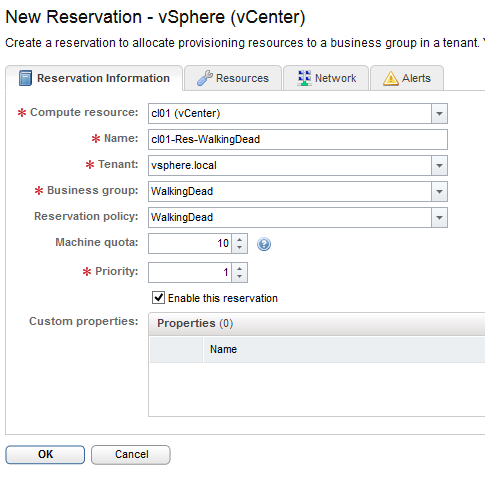 New Reservation - vSphere (vCenter)
Create a reservation to allocate provisioning resources to a business group in a tenant.
Reservation Information Resources Network Alerts
* Compute resource: cl01 (vCenter)
* Name: cl01-Res-WalkingDead
* Tenant: vsphere.local
* Business group: WalkingDead
Reservation policy: WalkingDead
Machine quota: 10
* Priority: 1
Enable this reservation
Custom properties: Properties (0)
Name
OK Cancel